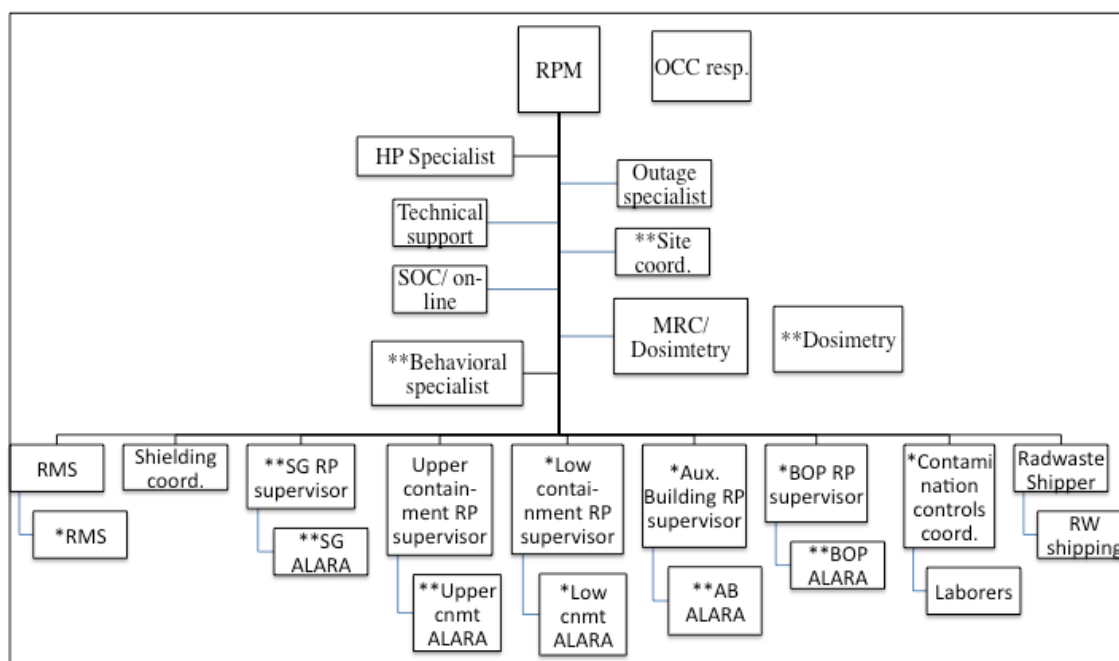 RPM
OCC resp.
HP Specialist
Outage
specialist
Technical
support
**Site
coord.
SOC/ on-
line
MRC/
Dosimtetry
**Dosimetry
**Behavioral
specialist
RMS
*RMS
Shielding
coord.
**SG RP
supervisor
**SG
ALARA
Upper
contain-
ment RP
supervisor
**Upper
cnmt
ALARA
*Low
contai-
nment RP
supervisor
*Low
cnmt
ALARA
*Aux.
Building RP
supervisor
**AB
ALARA
*BOP RP
supervisor
**BOP
ALARA
*Contami
nation
controls
coord.
Laborers
Radwaste
Shipper
RW
shipping